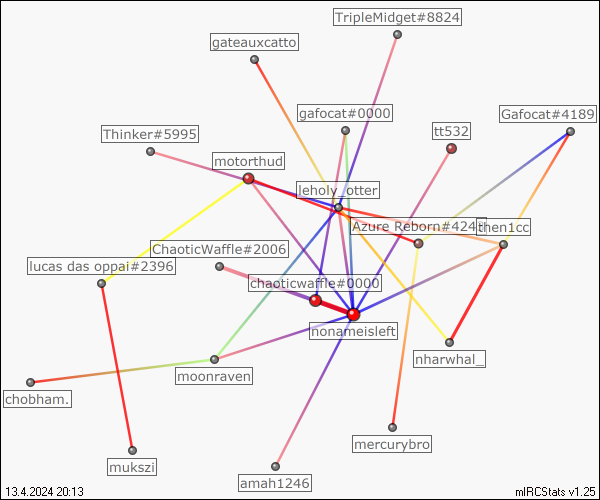 TripleMidget#8824
gateauxcatto
gafocat#0000
Gafocat#4189
Thinker#5995
tt532
motorthud
leholy_otter
Azure Reborn#424
then1cc
ChaoticWaffle#2006
lucas das oppai#2396
chaoticwaffle#0000
nonameisleft
nharwhal_
moonraven
chobham.
mercurybro
mukszi
amah1246
13.4.2024 20:13
mIRCStats v1.25